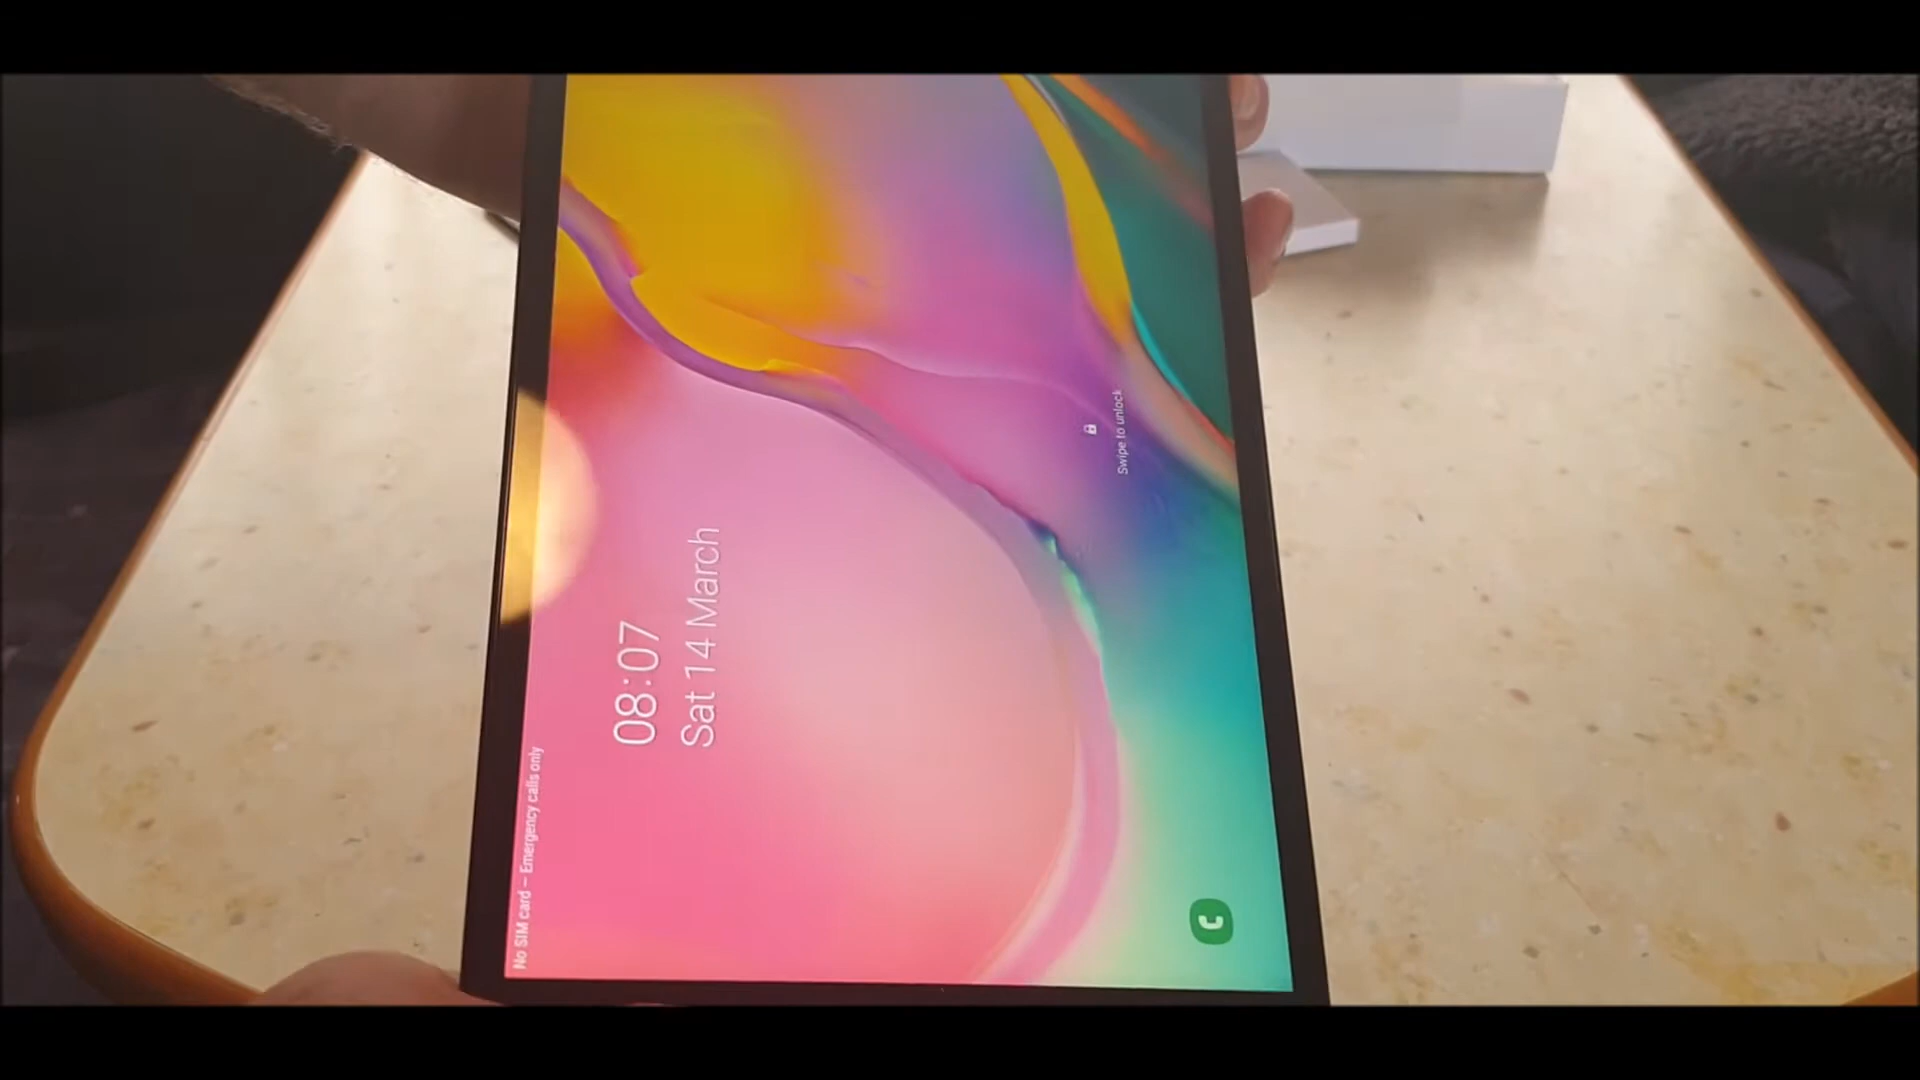 No SIM card – Emergency calls only
08:07
Sat 14 March
Swipe to unlock